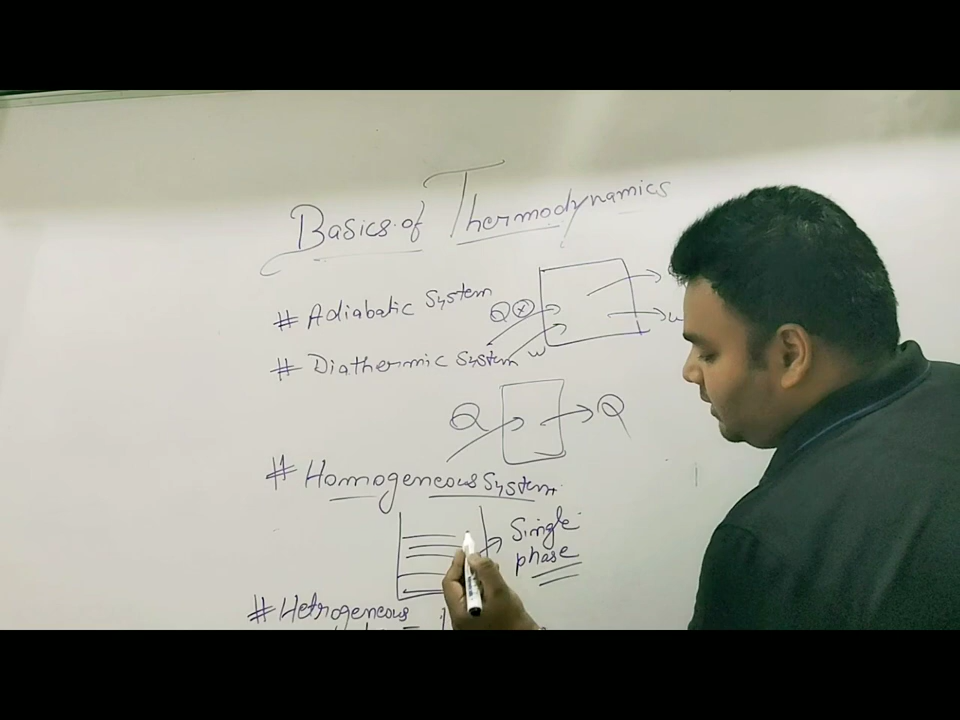 Basics of Thermodynamics
# Adiabatic System
Q ⊗
W
# Diathermic System
Q
Q
# Homogeneous System.
Single
phase
# Hetrogeneous